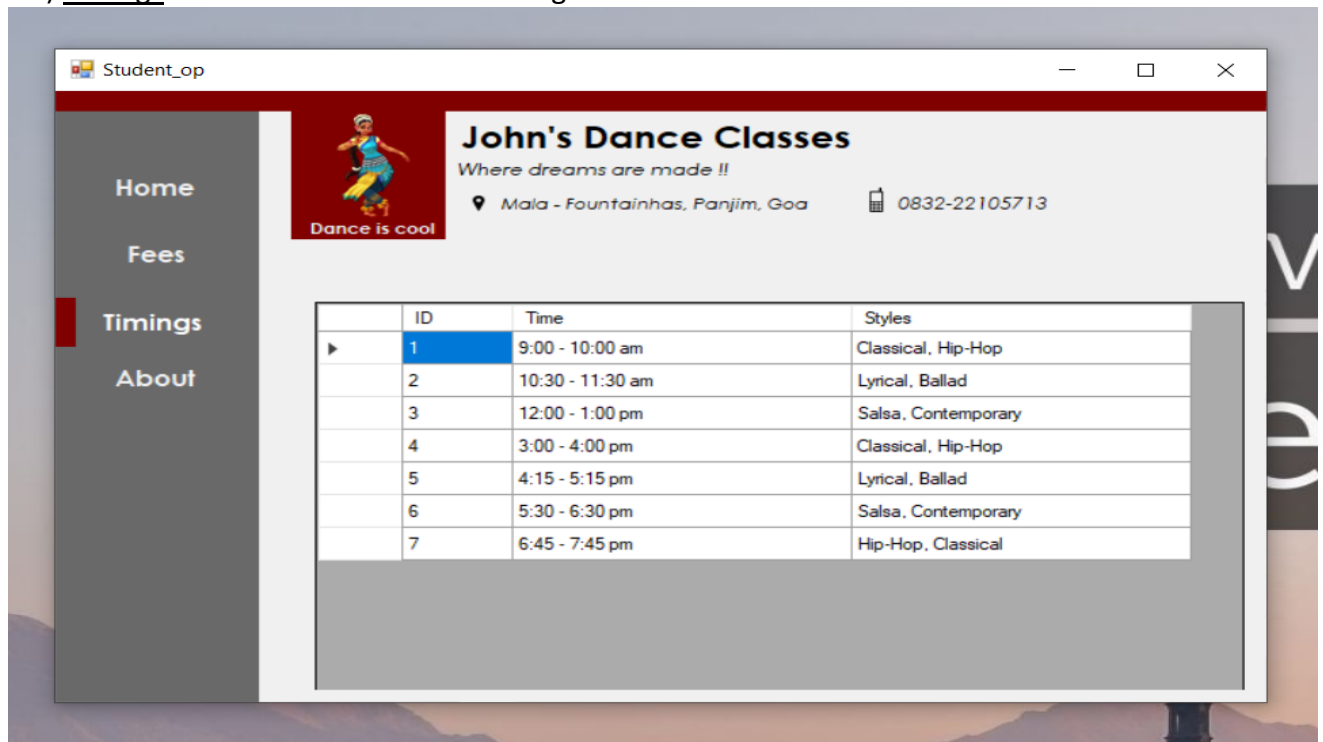 Student_op
John's Dance Classes
Where dreams are made !!
Mala - Fountainhas, Panjim, Goa 0832-22105713
Dance is cool
Home
Fees
Timings
About
ID Time Styles
1 9:00 - 10:00 am Classical, Hip-Hop
2 10:30 - 11:30 am Lyrical, Ballad
3 12:00 - 1:00 pm Salsa, Contemporary
4 3:00 - 4:00 pm Classical, Hip-Hop
5 4:15 - 5:15 pm Lyrical, Ballad
6 5:30 - 6:30 pm Salsa, Contemporary
7 6:45 - 7:45 pm Hip-Hop, Classical